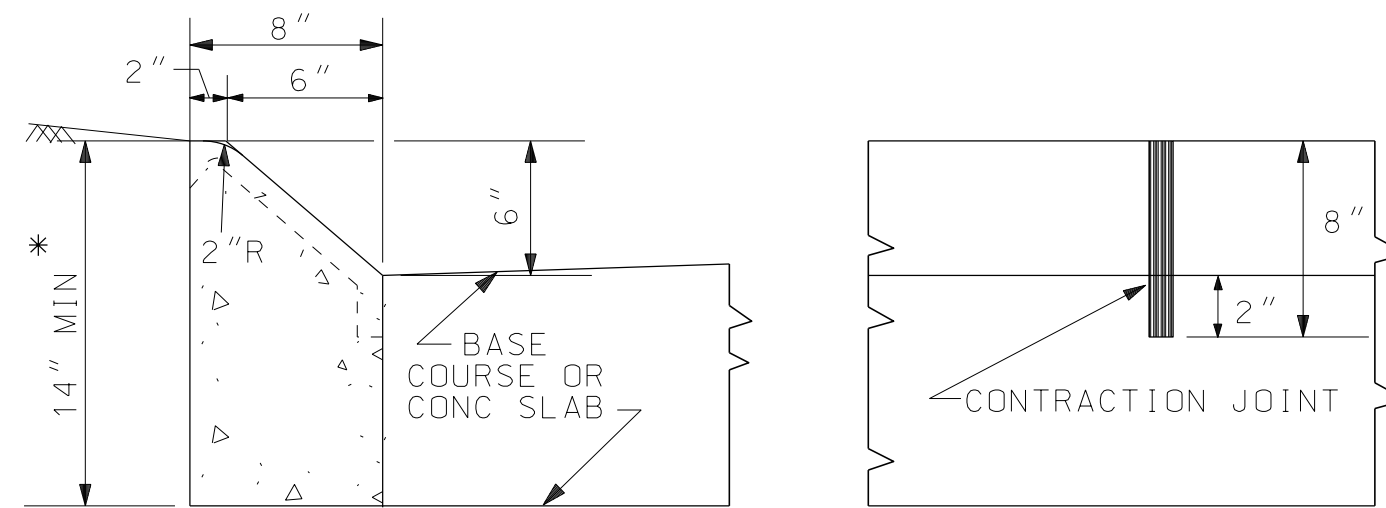 8"
2"
6"
6"
2"R
*
14" MIN
BASE
COURSE OR
CONC SLAB
8"
2"
CONTRACTION JOINT